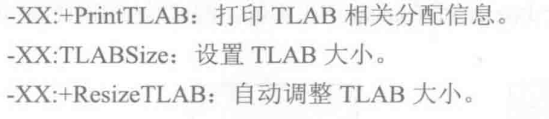 -XX:+PrintTLAB：打印 TLAB 相关分配信息。
-XX:TLABSize：设置 TLAB 大小。
-XX:+ResizeTLAB：自动调整 TLAB 大小。